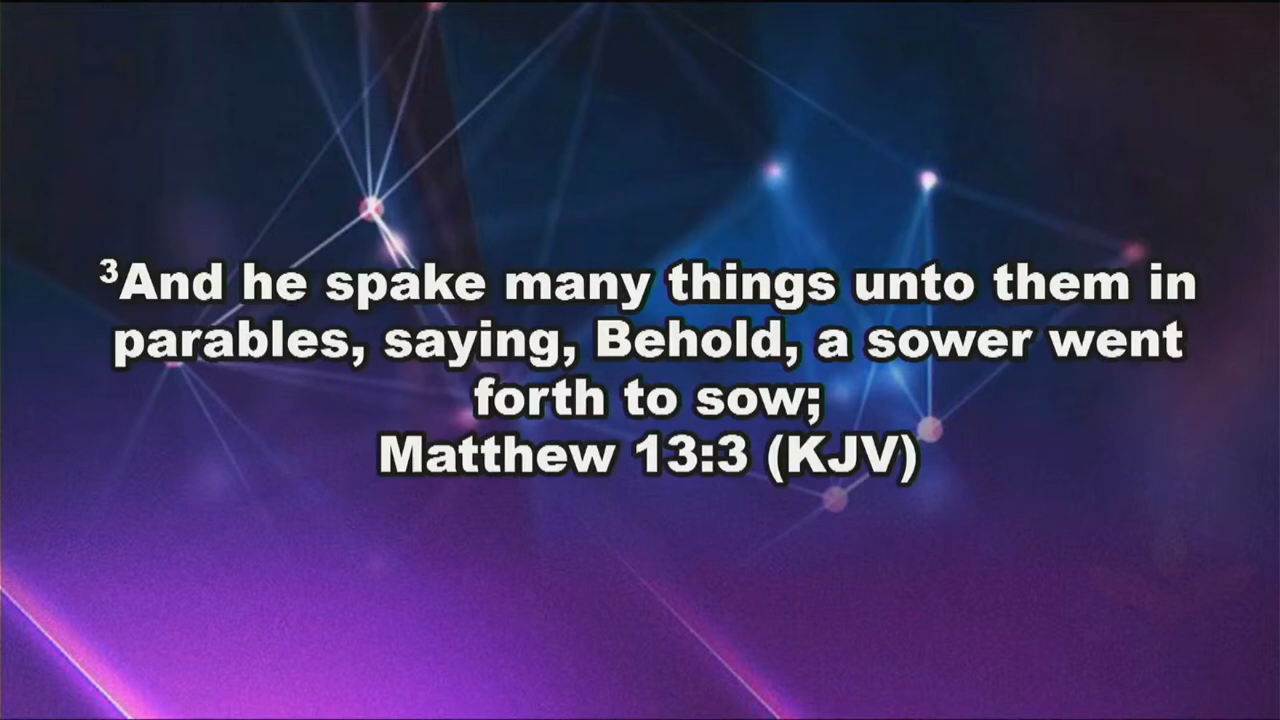 ³And he spake many things unto them in
parables, saying, Behold, a sower went
forth to sow;
Matthew 13:3 (KJV)